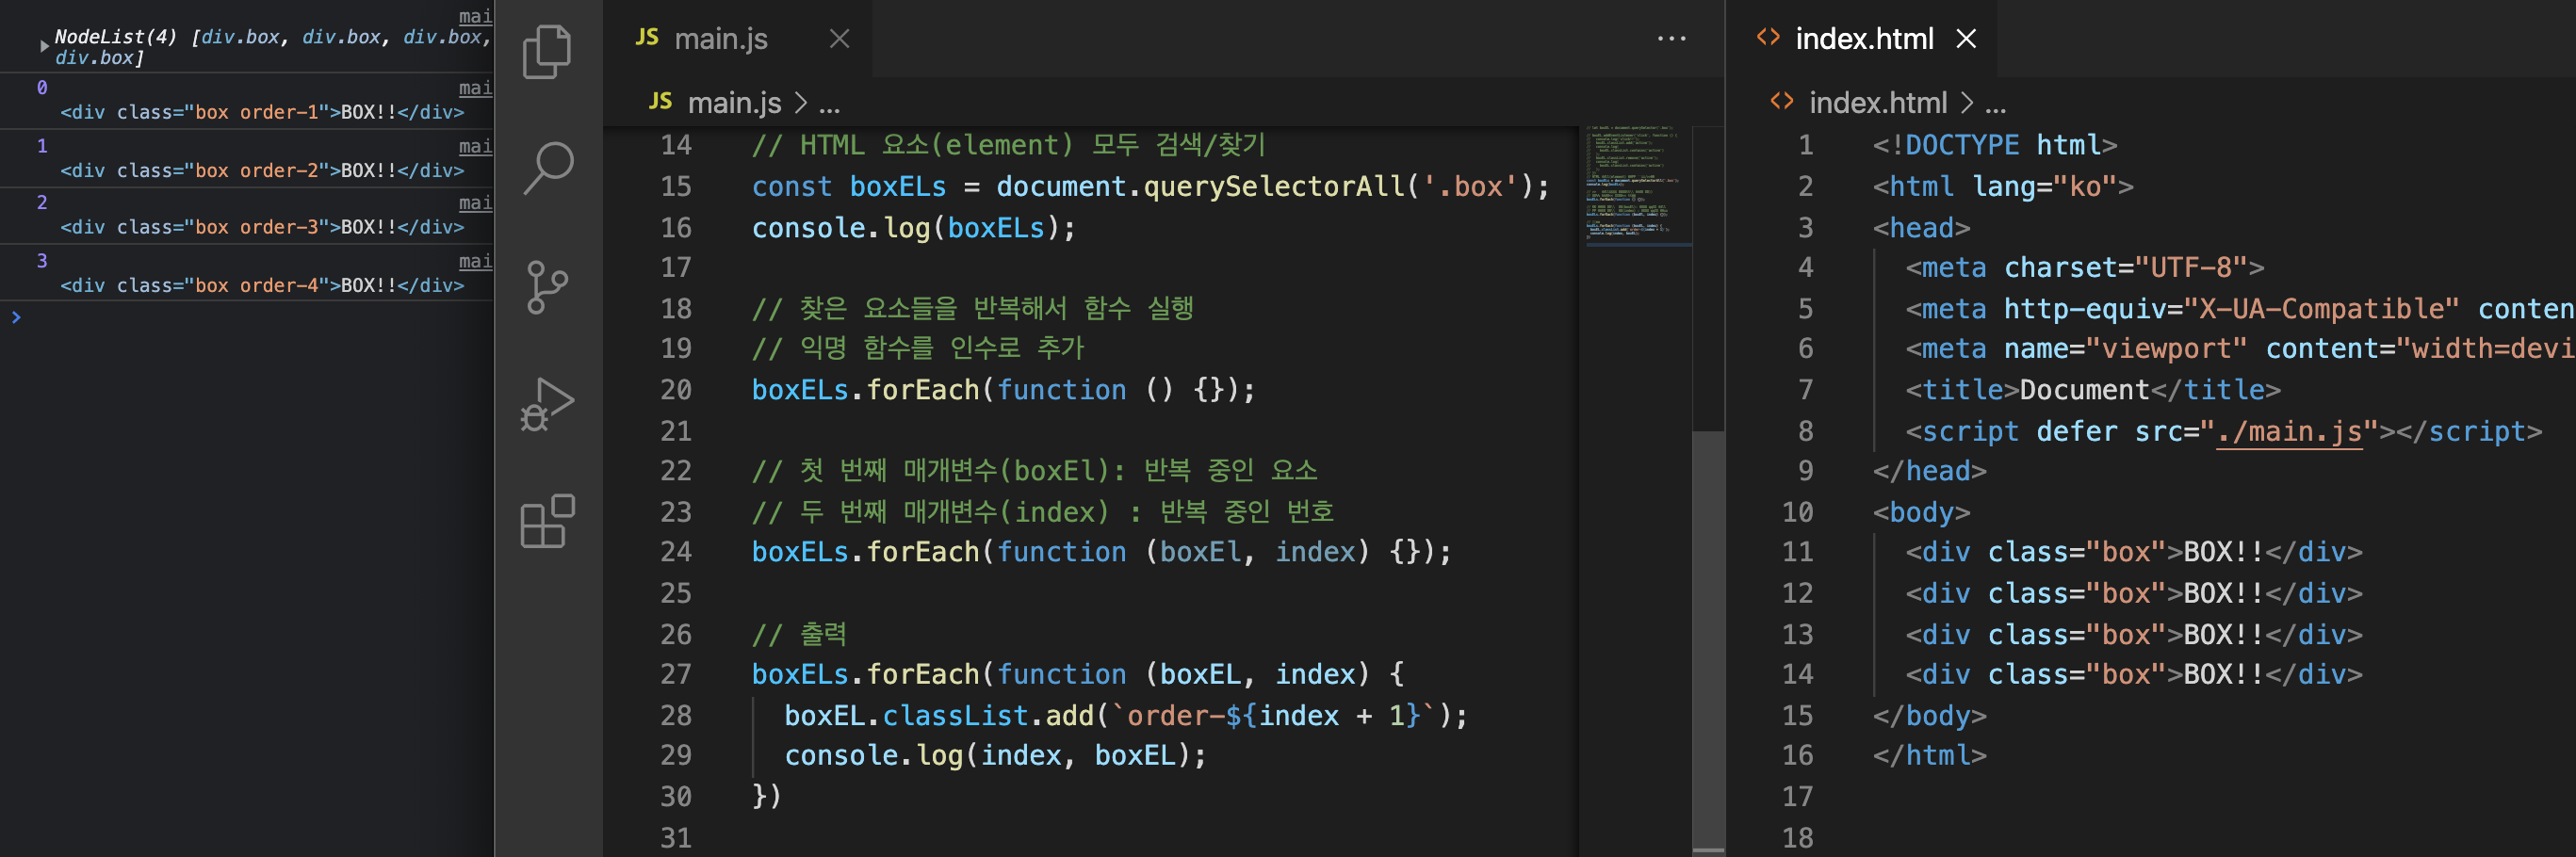 mai
NodeList(4) [div.box, div.box, div.box,
div.box]
0 mai
<div class="box order-1">BOX!!</div>
1 mai
<div class="box order-2">BOX!!</div>
2 mai
<div class="box order-3">BOX!!</div>
3 mai
<div class="box order-4">BOX!!</div>
JS main.js
JS main.js > ...
14 // HTML 요소(element) 모두 검색/찾기
15 const boxELs = document.querySelectorAll('.box');
16 console.log(boxELs);
17
18 // 찾은 요소들을 반복해서 함수 실행
19 // 익명 함수를 인수로 추가
20 boxELs.forEach(function () {});
21
22 // 첫 번째 매개변수(boxEl): 반복 중인 요소
23 // 두 번째 매개변수(index) : 반복 중인 번호
24 boxELs.forEach(function (boxEl, index) {});
25
26 // 출력
27 boxELs.forEach(function (boxEL, index) {
28 boxEL.classList.add(`order-${index + 1}`);
29 console.log(index, boxEL);
30 })
31
index.html
index.html > ...
1 <!DOCTYPE html>
2 <html lang="ko">
3 <head>
4 <meta charset="UTF-8">
5 <meta http-equiv="X-UA-Compatible" conten
6 <meta name="viewport" content="width=devi
7 <title>Document</title>
8 <script defer src="./main.js"></script>
9 </head>
10 <body>
11 <div class="box">BOX!!</div>
12 <div class="box">BOX!!</div>
13 <div class="box">BOX!!</div>
14 <div class="box">BOX!!</div>
15 </body>
16 </html>
17
18